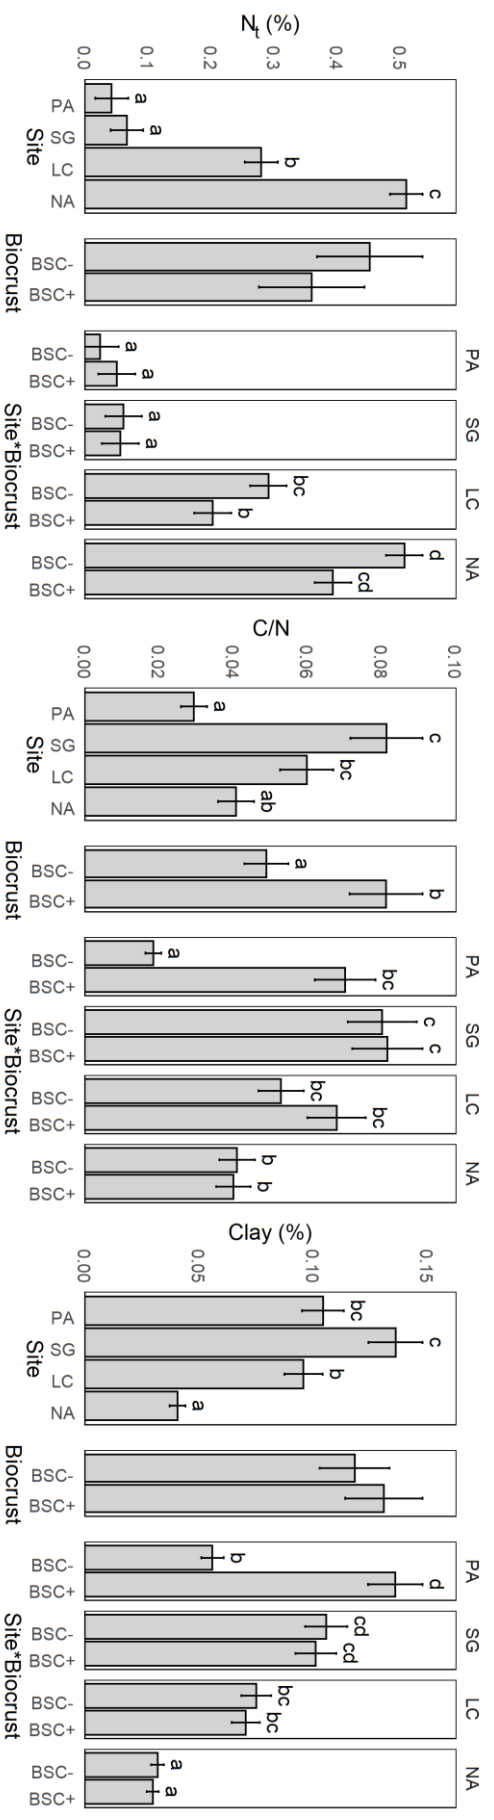 Nt (%)
0.0 0.1 0.2 0.3 0.4 0.5
a a b c
PA SG LC NA
Site
BSC- BSC+
Biocrust
PA SG LC NA
a a a a bc b d cd
BSC- BSC+ BSC- BSC+ BSC- BSC+ BSC- BSC+
Site*Biocrust
C/N
0.00 0.02 0.04 0.06 0.08 0.10
a c bc ab
PA SG LC NA
Site
a b
BSC- BSC+
Biocrust
PA SG LC NA
a bc c c bc bc b b
BSC- BSC+ BSC- BSC+ BSC- BSC+ BSC- BSC+
Site*Biocrust
Clay (%)
0.00 0.05 0.10 0.15
bc c b a
PA SG LC NA
Site
BSC- BSC+
Biocrust
PA SG LC NA
b d cd cd bc bc a a
BSC- BSC+ BSC- BSC+ BSC- BSC+ BSC- BSC+
Site*Biocrust